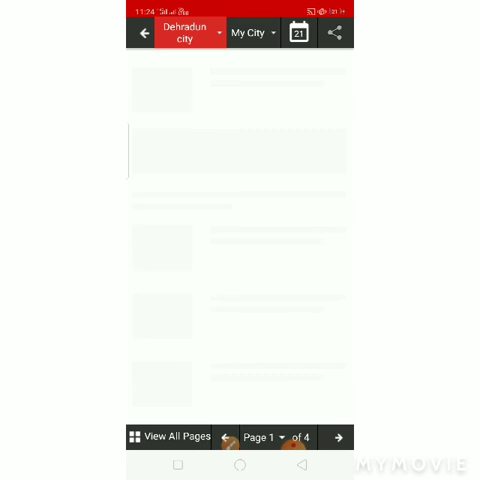 11:24
Dehradun
city
My City
21
View All Pages
Page 1
of 4
MYMOVIE